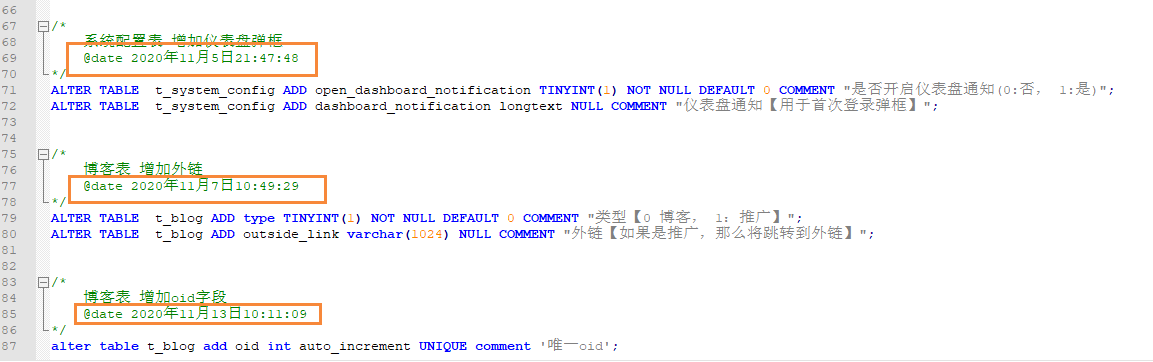 66
67 /*
68 系统配置表 增加仪表盘弹框
69 @date 2020年11月5日21:47:48
70 */
71 ALTER TABLE  t_system_config ADD open_dashboard_notification TINYINT(1) NOT NULL DEFAULT 0 COMMENT "是否开启仪表盘通知(0:否, 1:是)";
72 ALTER TABLE  t_system_config ADD dashboard_notification longtext NULL COMMENT "仪表盘通知【用于首次登录弹框】";
73
74
75 /*
76 博客表 增加外链
77 @date 2020年11月7日10:49:29
78 */
79 ALTER TABLE  t_blog ADD type TINYINT(1) NOT NULL DEFAULT 0 COMMENT "类型【0 博客, 1: 推广】";
80 ALTER TABLE  t_blog ADD outside_link varchar(1024) NULL COMMENT "外链【如果是推广,那么将跳转到外链】";
81
82
83 /*
84 博客表 增加oid字段
85 @date 2020年11月13日10:11:09
86 */
87 alter table t_blog add oid int auto_increment UNIQUE comment '唯一oid';